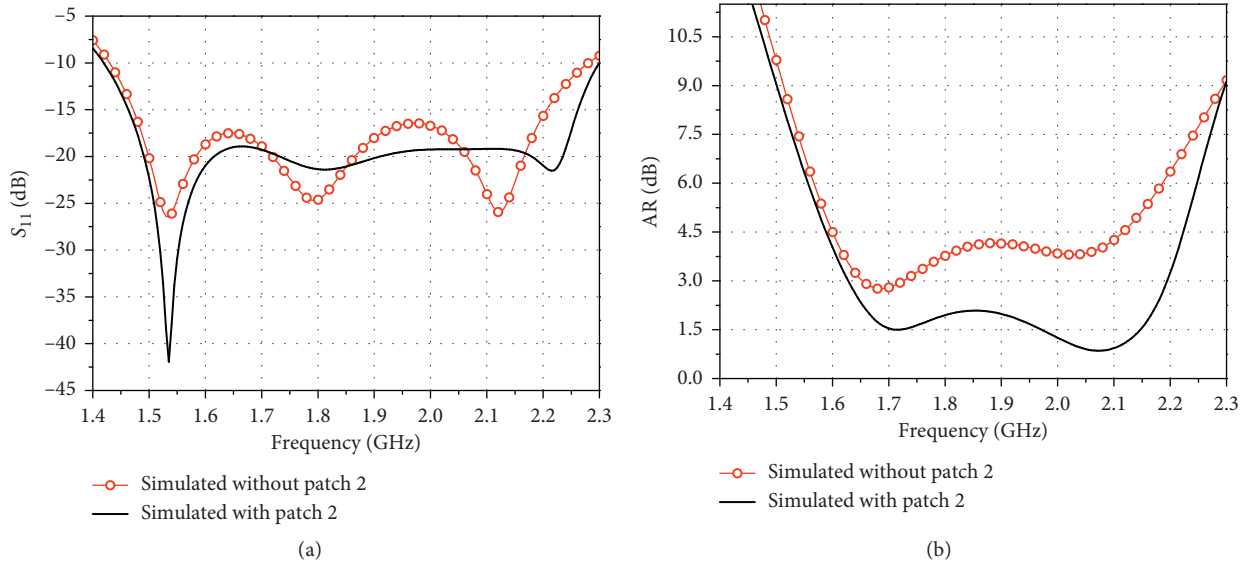 −5
−10
−15
−20
−25
−30
−35
−40
−45
S11 (dB)
1.4 1.5 1.6 1.7 1.8 1.9 2.0 2.1 2.2 2.3
Frequency (GHz)
Simulated without patch 2
Simulated with patch 2
(a)
10.5
9.0
7.5
6.0
4.5
3.0
1.5
0.0
AR (dB)
1.4 1.5 1.6 1.7 1.8 1.9 2.0 2.1 2.2 2.3
Frequency (GHz)
Simulated without patch 2
Simulated with patch 2
(b)